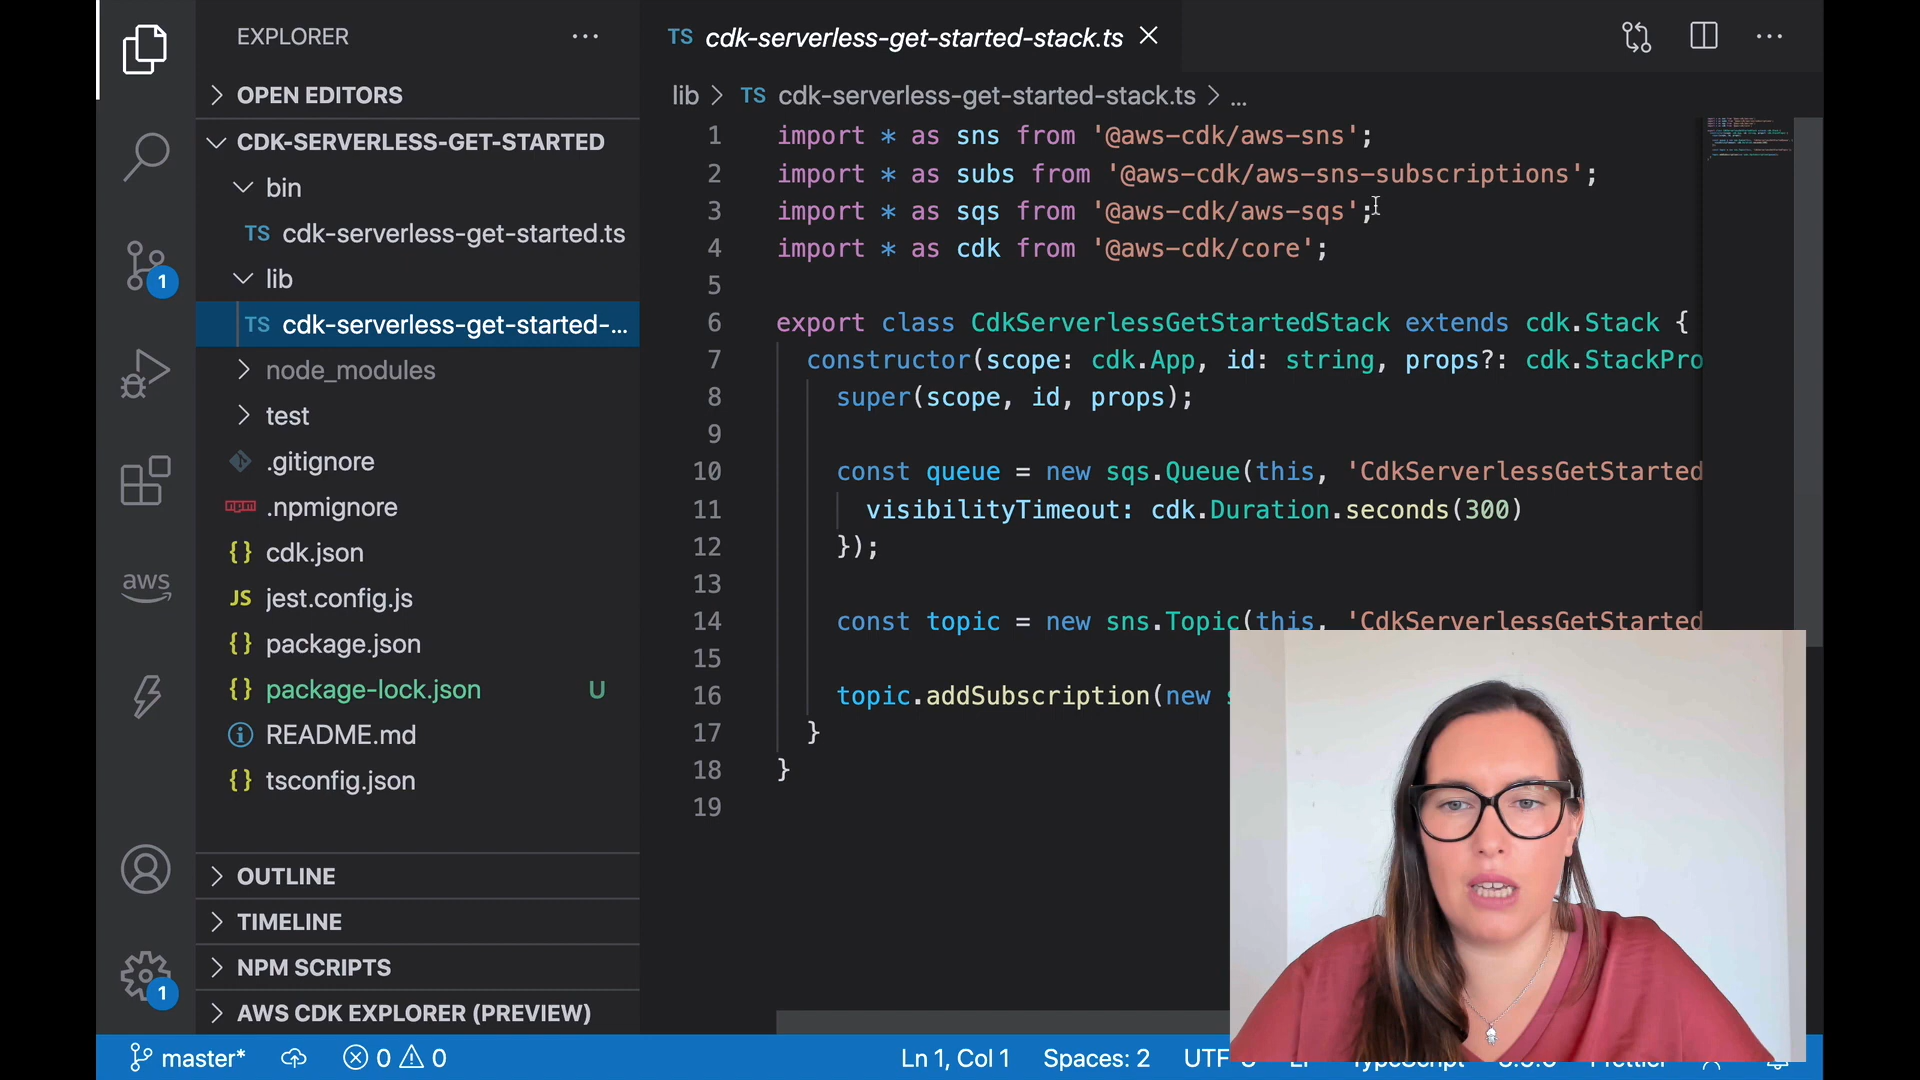 EXPLORER
OPEN EDITORS
CDK-SERVERLESS-GET-STARTED
bin
TS cdk-serverless-get-started.ts
lib
TS cdk-serverless-get-started-...
node_modules
test
.gitignore
npm .npmignore
{} cdk.json
JS jest.config.js
{} package.json
{} package-lock.json U
README.md
{} tsconfig.json
OUTLINE
TIMELINE
NPM SCRIPTS
AWS CDK EXPLORER (PREVIEW)
1
aws
1
TS cdk-serverless-get-started-stack.ts
lib > TS cdk-serverless-get-started-stack.ts > ...
1 import * as sns from '@aws-cdk/aws-sns';
2 import * as subs from '@aws-cdk/aws-sns-subscriptions';
3 import * as sqs from '@aws-cdk/aws-sqs';
4 import * as cdk from '@aws-cdk/core';
5
6 export class CdkServerlessGetStartedStack extends cdk.Stack {
7 constructor(scope: cdk.App, id: string, props?: cdk.StackPro
8 super(scope, id, props);
9
10 const queue = new sqs.Queue(this, 'CdkServerlessGetStarted
11 visibilityTimeout: cdk.Duration.seconds(300)
12 });
13
14 const topic = new sns.Topic(this, 'CdkServerlessGetStarted
15
16 topic.addSubscription(new
17 }
18 }
19
master* 0 0 Ln 1, Col 1 Spaces: 2